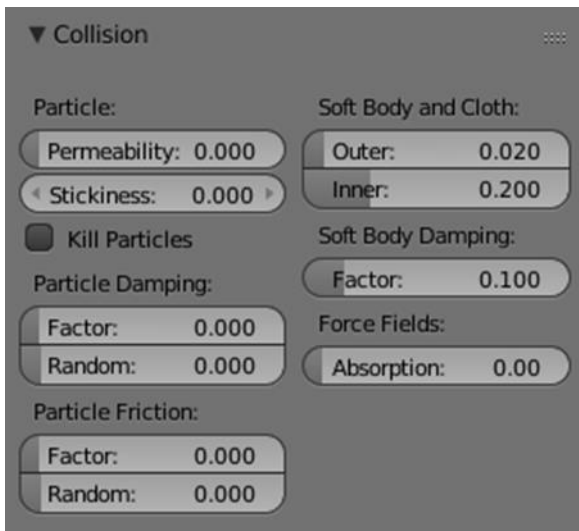 Collision
Particle:
Permeability: 0.000
Stickiness: 0.000
Kill Particles
Particle Damping:
Factor: 0.000
Random: 0.000
Particle Friction:
Factor: 0.000
Random: 0.000
Soft Body and Cloth:
Outer: 0.020
Inner: 0.200
Soft Body Damping:
Factor: 0.100
Force Fields:
Absorption: 0.00